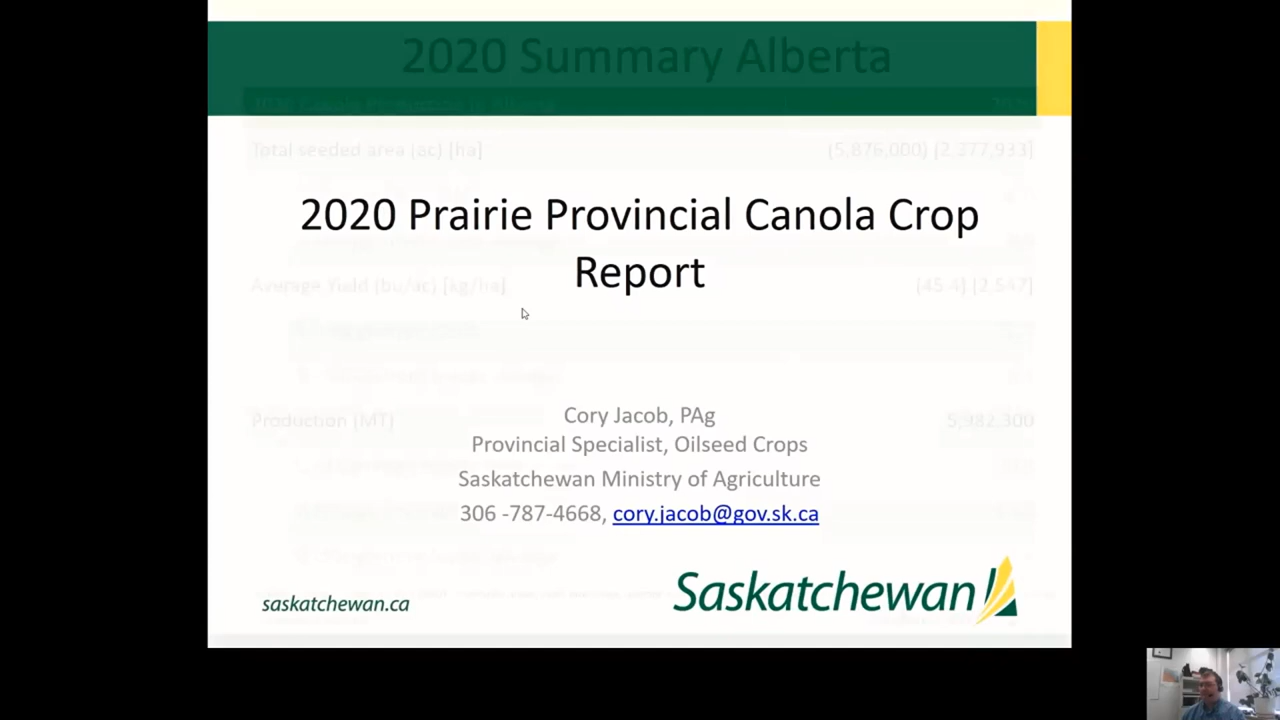 2020 Summary Alberta
Total seeded area (ac) [ha] (5,876,000) [2,377,933]
2020 Prairie Provincial Canola Crop
Report
Average Yield (bu/ac) [kg/ha] (45.4) [2,547]
Cory Jacob, PAg
Production (MT) 5,982,300
Provincial Specialist, Oilseed Crops
Saskatchewan Ministry of Agriculture
306 -787-4668, cory.jacob@gov.sk.ca
saskatchewan.ca
Saskatchewan